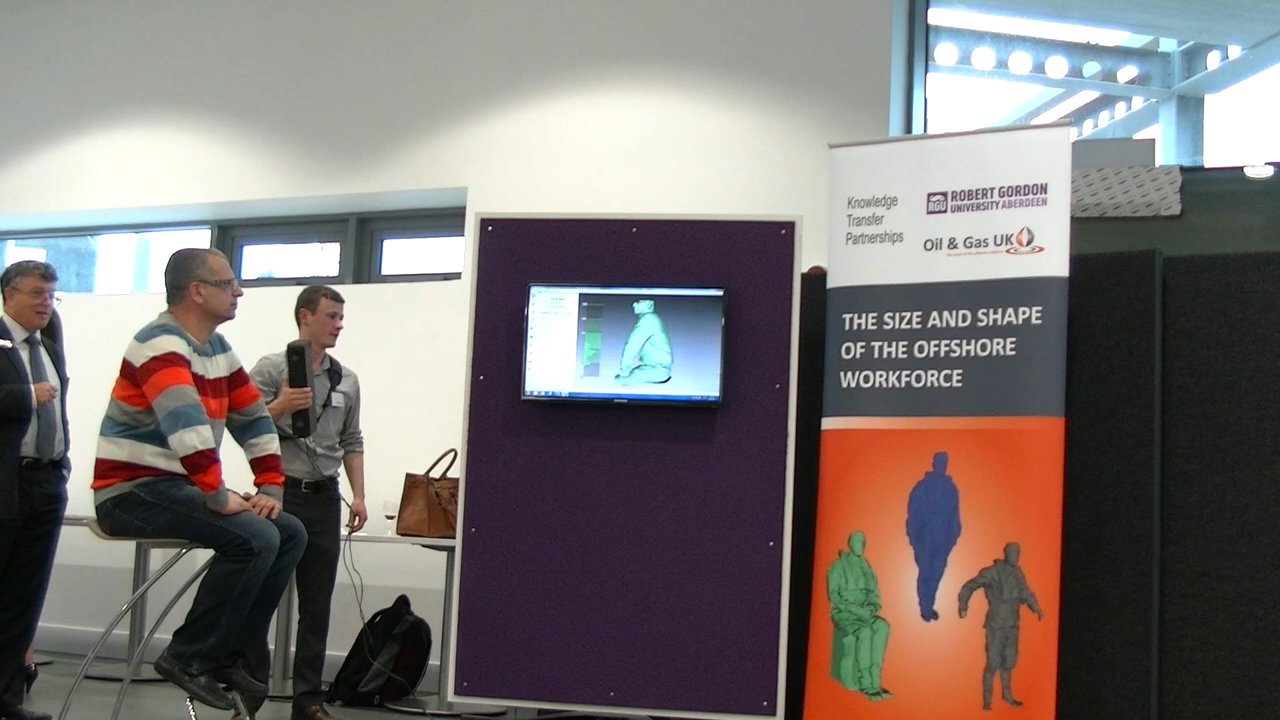 Knowledge
Transfer
Partnerships
RGU
ROBERT GORDON
UNIVERSITY ABERDEEN
Oil & Gas UK
THE SIZE AND SHAPE
OF THE OFFSHORE
WORKFORCE